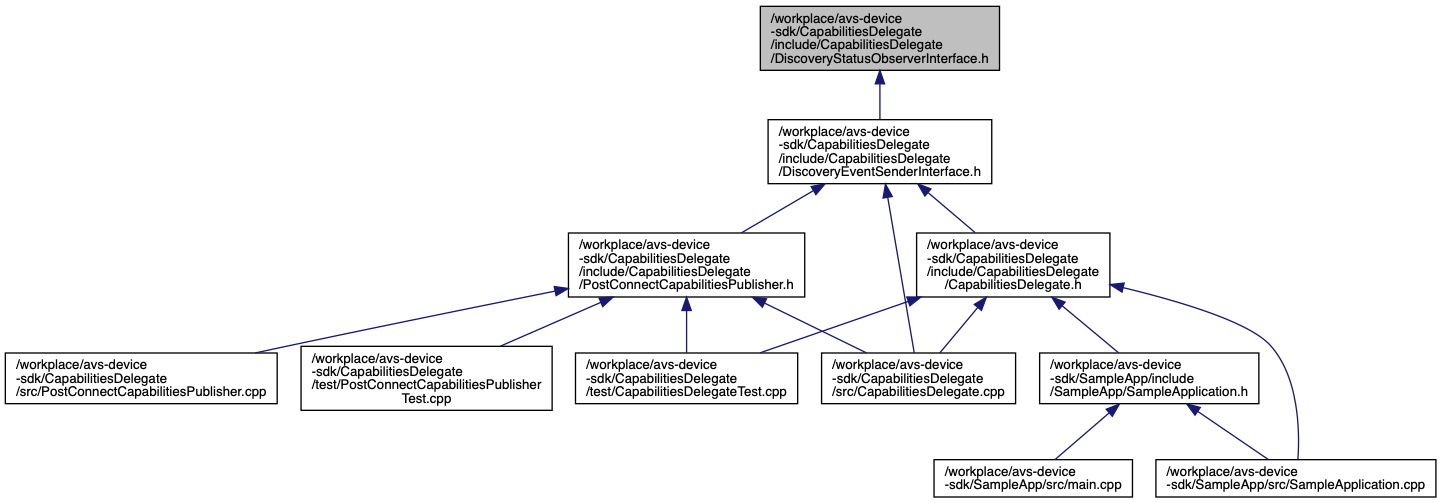 /workplace/avs-device
-sdk/CapabilitiesDelegate
/include/CapabilitiesDelegate
/DiscoveryStatusObserverInterface.h
/workplace/avs-device
-sdk/CapabilitiesDelegate
/include/CapabilitiesDelegate
/DiscoveryEventSenderInterface.h
/workplace/avs-device
-sdk/CapabilitiesDelegate
/include/CapabilitiesDelegate
/PostConnectCapabilitiesPublisher.h
/workplace/avs-device
-sdk/CapabilitiesDelegate
/include/CapabilitiesDelegate
/CapabilitiesDelegate.h
/workplace/avs-device
-sdk/CapabilitiesDelegate
/src/PostConnectCapabilitiesPublisher.cpp
/workplace/avs-device
-sdk/CapabilitiesDelegate
/test/PostConnectCapabilitiesPublisher
Test.cpp
/workplace/avs-device
-sdk/CapabilitiesDelegate
/test/CapabilitiesDelegateTest.cpp
/workplace/avs-device
-sdk/CapabilitiesDelegate
/src/CapabilitiesDelegate.cpp
/workplace/avs-device
-sdk/SampleApp/include
/SampleApp/SampleApplication.h
/workplace/avs-device
-sdk/SampleApp/src/main.cpp
/workplace/avs-device
-sdk/SampleApp/src/SampleApplication.cpp